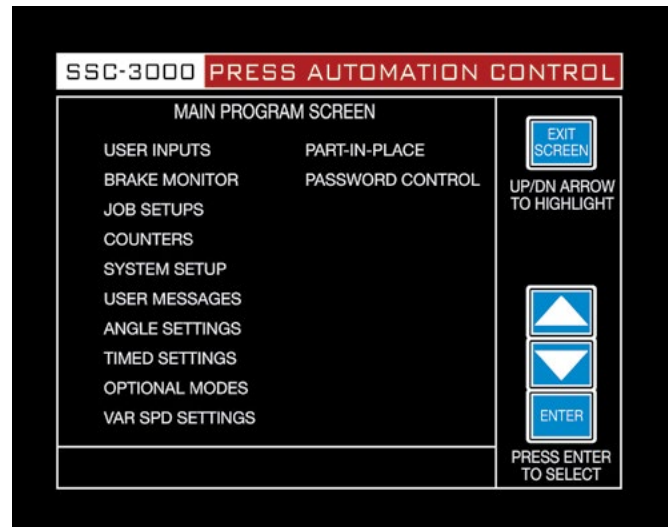 SSC-3000 PRESS AUTOMATION CONTROL
MAIN PROGRAM SCREEN
USER INPUTS
BRAKE MONITOR
JOB SETUPS
COUNTERS
SYSTEM SETUP
USER MESSAGES
ANGLE SETTINGS
TIMED SETTINGS
OPTIONAL MODES
VAR SPD SETTINGS
PART-IN-PLACE
PASSWORD CONTROL
EXIT
SCREEN
UP/DN ARROW
TO HIGHLIGHT
ENTER
PRESS ENTER
TO SELECT